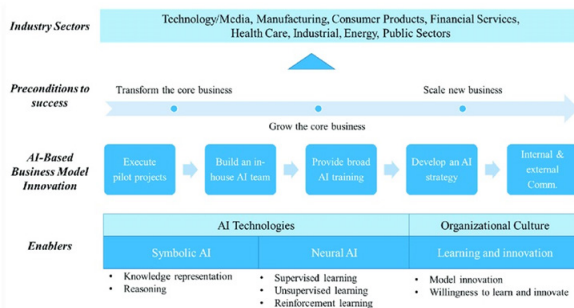 Industry Sectors
Technology/Media, Manufacturing, Consumer Products, Financial Services,
Health Care, Industrial, Energy, Public Sectors
Preconditions to
success
Transform the core business
Scale new business
Grow the core business
AI-Based
Business Model
Innovation
Execute
pilot projects
Build an in-
house AI team
Provide broad
AI training
Develop an AI
strategy
Internal &
external
Comm.
Enablers
AI Technologies
Organizational Culture
Symbolic AI
Neural AI
Learning and innovation
• Knowledge representation
• Reasoning
• Supervised learning
• Unsupervised learning
• Reinforcement learning
• Model innovation
• Willingness to learn and innovate